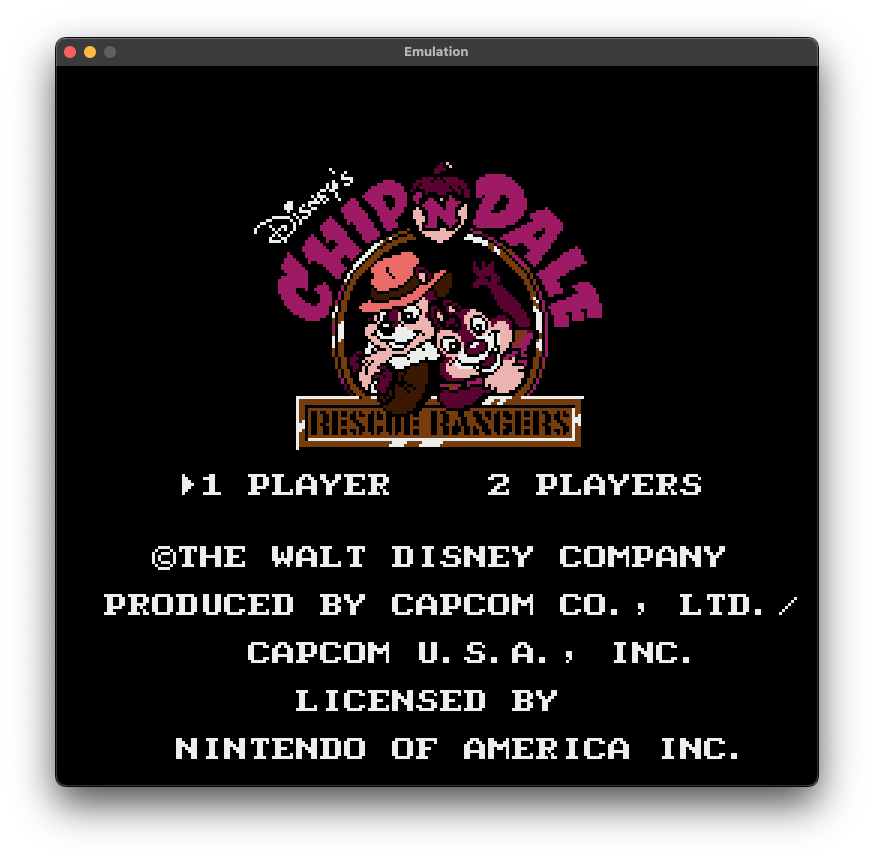 Emulation
Disney's
CHIP N DALE
RESCUE RANGERS
1 PLAYER 2 PLAYERS
©THE WALT DISNEY COMPANY
PRODUCED BY CAPCOM CO., LTD./
CAPCOM U.S.A., INC.
LICENSED BY
NINTENDO OF AMERICA INC.